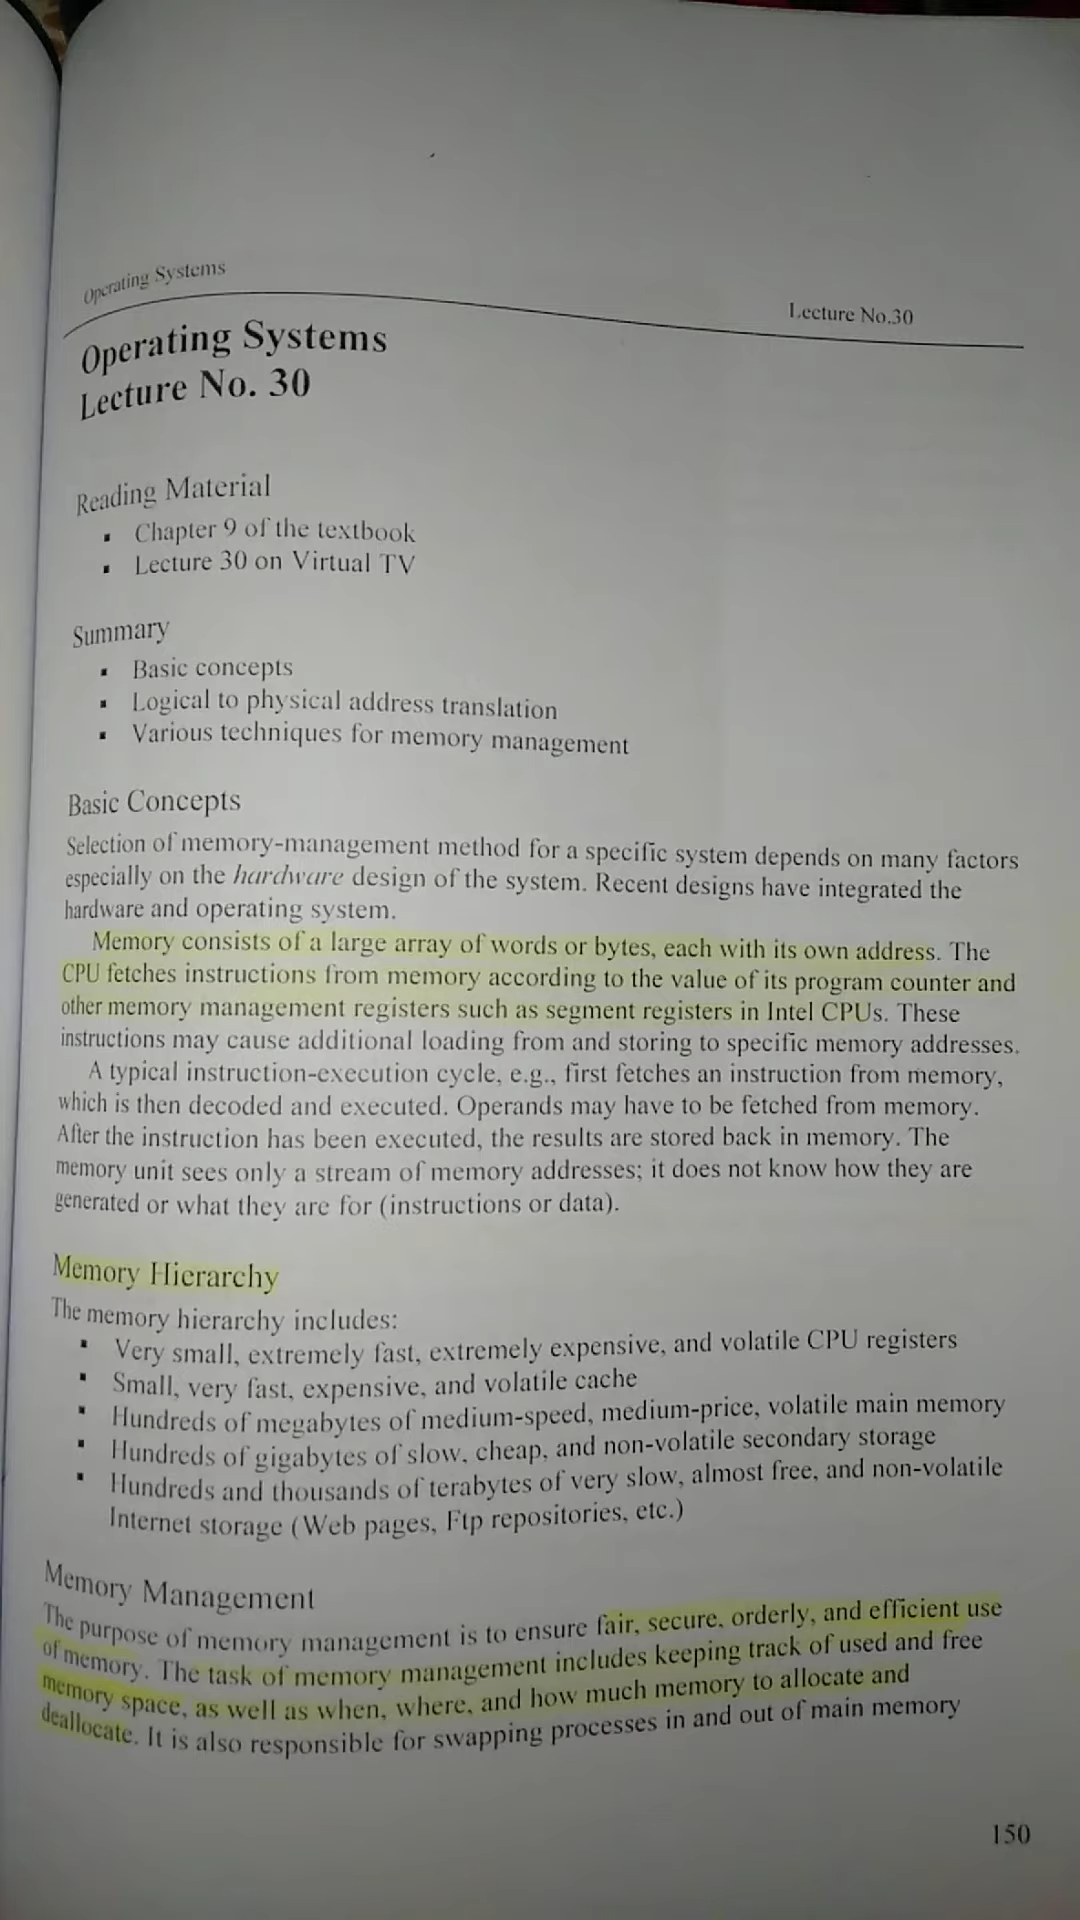 Operating Systems
Lecture No.30
Operating Systems
Lecture No. 30
Reading Material
▪ Chapter 9 of the textbook
▪ Lecture 30 on Virtual TV
Summary
▪ Basic concepts
▪ Logical to physical address translation
▪ Various techniques for memory management
Basic Concepts
Selection of memory-management method for a specific system depends on many factors
especially on the hardware design of the system. Recent designs have integrated the
hardware and operating system.
Memory consists of a large array of words or bytes, each with its own address. The
CPU fetches instructions from memory according to the value of its program counter and
other memory management registers such as segment registers in Intel CPUs. These
instructions may cause additional loading from and storing to specific memory addresses.
A typical instruction-execution cycle, e.g., first fetches an instruction from memory,
which is then decoded and executed. Operands may have to be fetched from memory.
After the instruction has been executed, the results are stored back in memory. The
memory unit sees only a stream of memory addresses; it does not know how they are
generated or what they are for (instructions or data).
Memory Hierarchy
The memory hierarchy includes:
▪ Very small, extremely fast, extremely expensive, and volatile CPU registers
▪ Small, very fast, expensive, and volatile cache
▪ Hundreds of megabytes of medium-speed, medium-price, volatile main memory
▪ Hundreds of gigabytes of slow, cheap, and non-volatile secondary storage
▪ Hundreds and thousands of terabytes of very slow, almost free, and non-volatile
Internet storage (Web pages, Ftp repositories, etc.)
Memory Management
The purpose of memory management is to ensure fair, secure, orderly, and efficient use
of memory. The task of memory management includes keeping track of used and free
memory space, as well as when, where, and how much memory to allocate and
deallocate. It is also responsible for swapping processes in and out of main memory
150